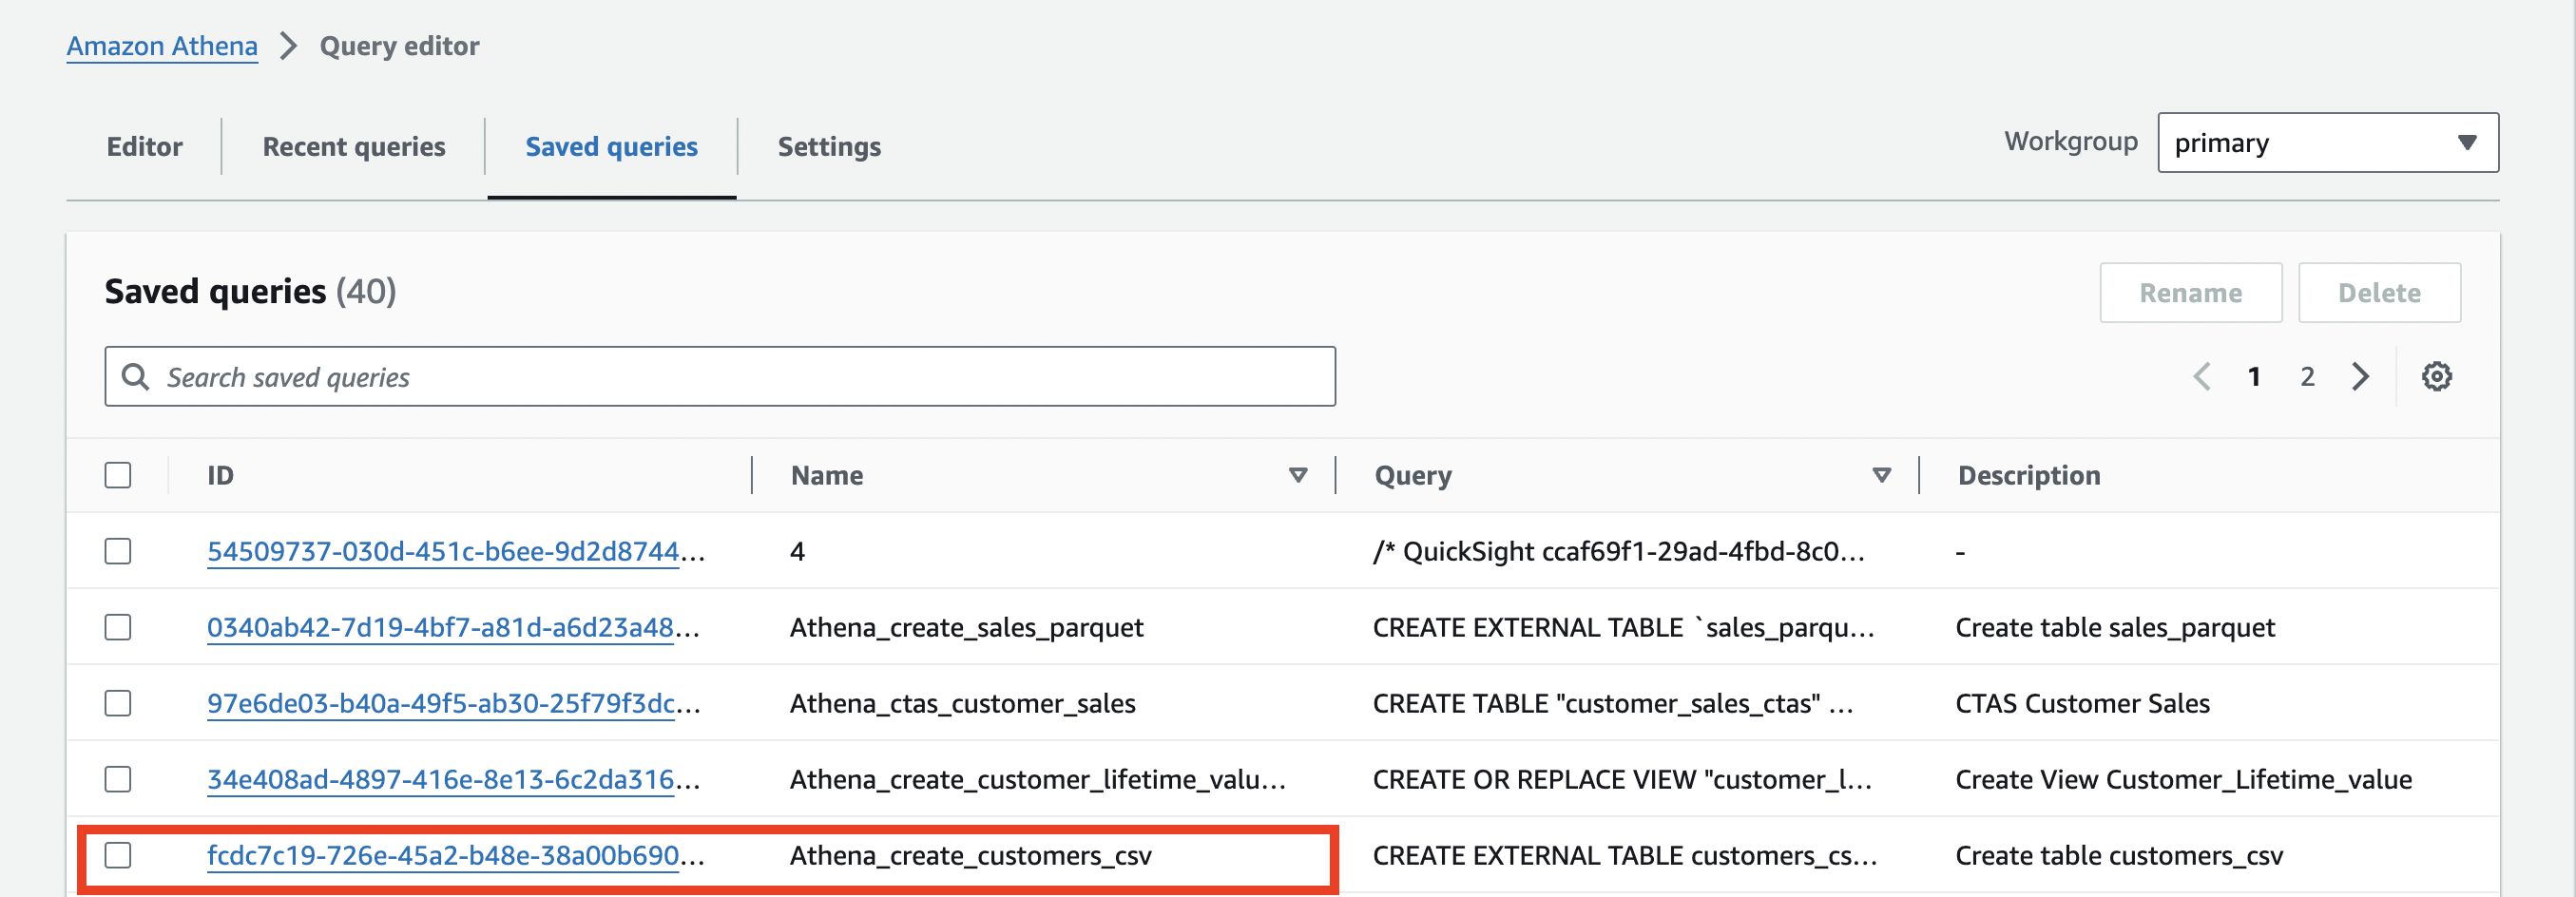 Amazon Athena > Query editor
Editor Recent queries Saved queries Settings Workgroup primary
Saved queries (40) Rename Delete
Search saved queries 1 2
ID Name Query Description
54509737-030d-451c-b6ee-9d2d8744... 4 /* QuickSight ccaf69f1-29ad-4fbd-8c0... -
0340ab42-7d19-4bf7-a81d-a6d23a48... Athena_create_sales_parquet CREATE EXTERNAL TABLE `sales_parqu... Create table sales_parquet
97e6de03-b40a-49f5-ab30-25f79f3dc... Athena_ctas_customer_sales CREATE TABLE "customer_sales_ctas" ... CTAS Customer Sales
34e408ad-4897-416e-8e13-6c2da316... Athena_create_customer_lifetime_valu... CREATE OR REPLACE VIEW "customer_l... Create View Customer_Lifetime_value
fcdc7c19-726e-45a2-b48e-38a00b690... Athena_create_customers_csv CREATE EXTERNAL TABLE customers_cs... Create table customers_csv